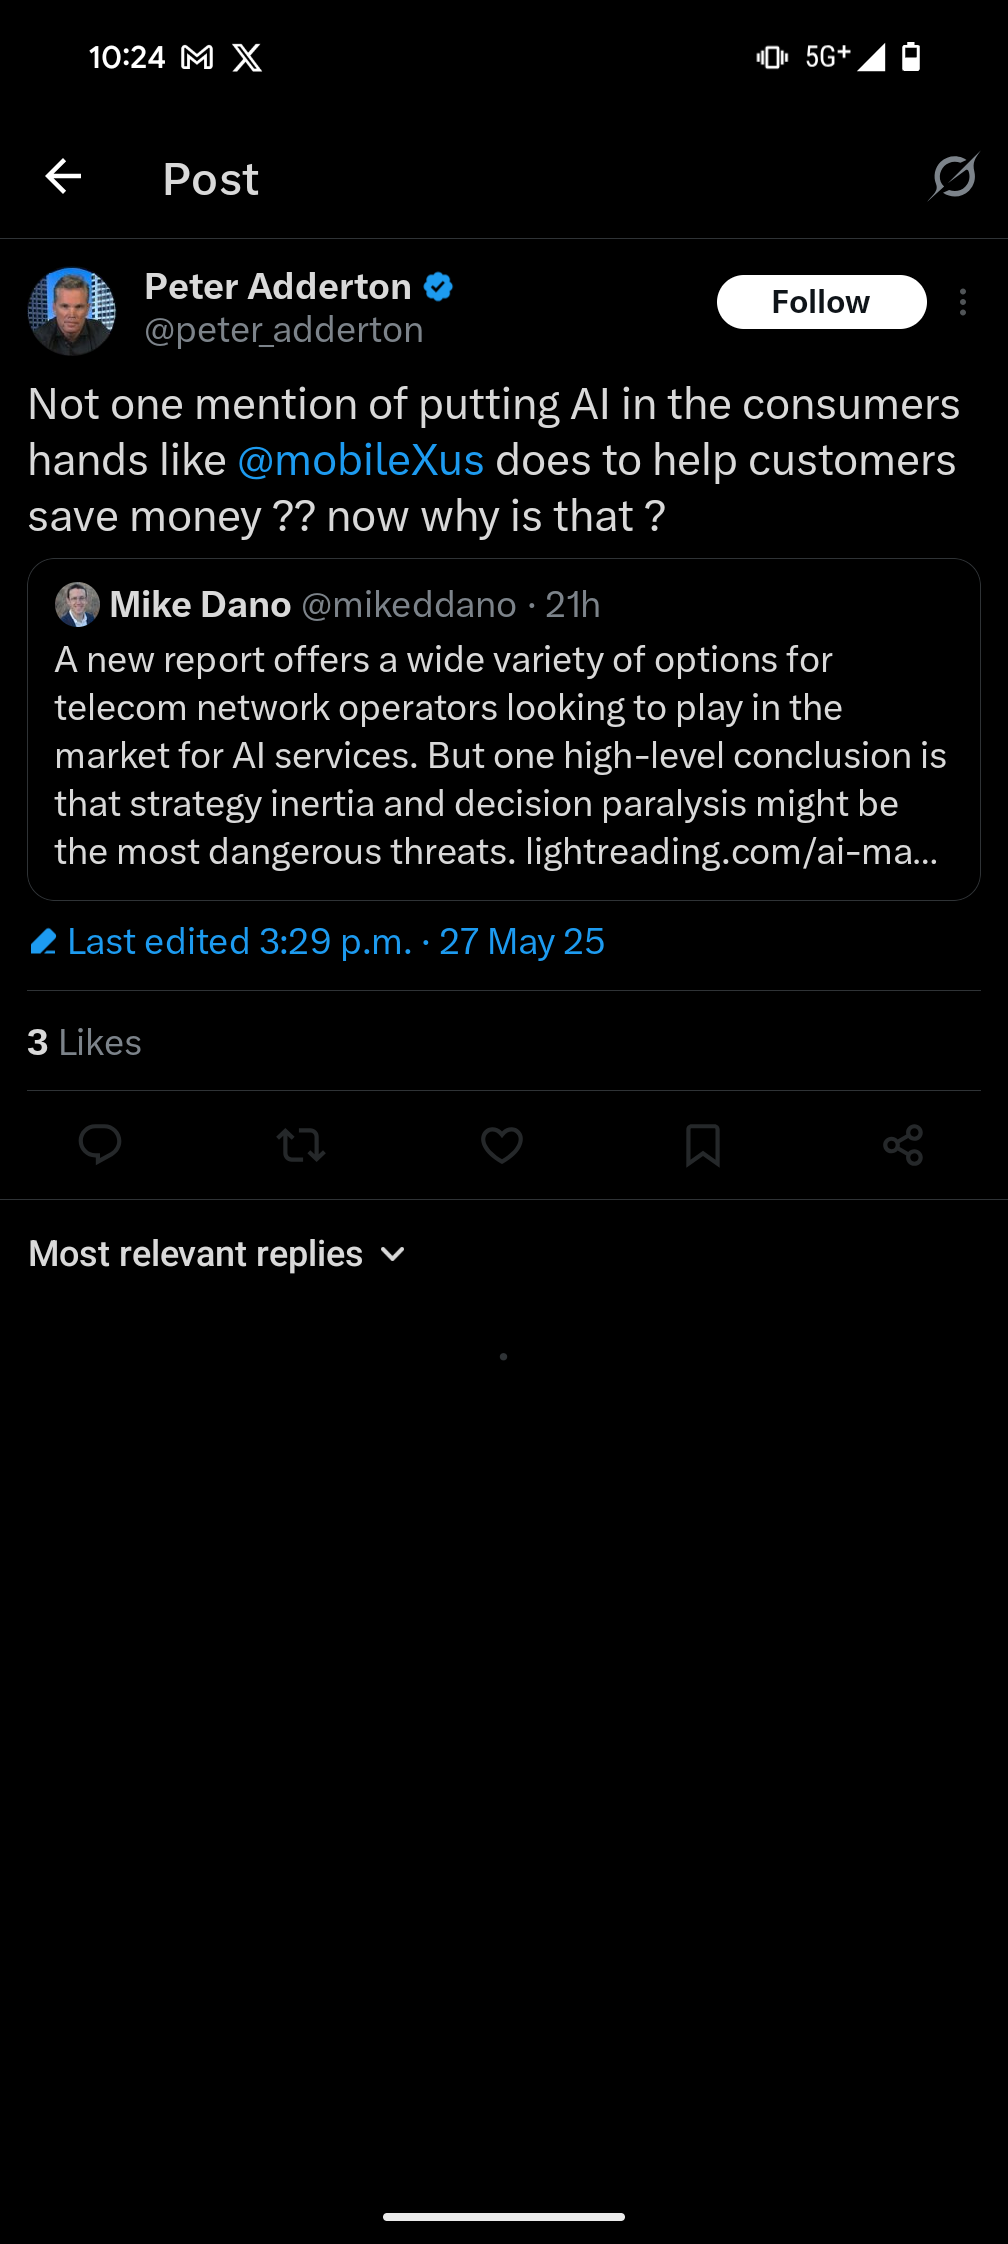 10:24
5G+
Post
Peter Adderton
@peter_adderton
Follow
Not one mention of putting AI in the consumers
hands like @mobileXus does to help customers
save money ?? now why is that ?
Mike Dano @mikeddano · 21h
A new report offers a wide variety of options for
telecom network operators looking to play in the
market for AI services. But one high-level conclusion is
that strategy inertia and decision paralysis might be
the most dangerous threats. lightreading.com/ai-ma...
Last edited 3:29 p.m. · 27 May 25
3 Likes
Most relevant replies